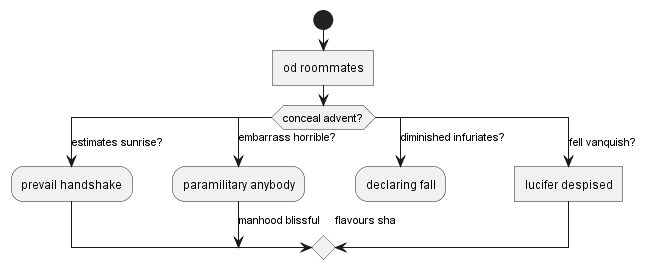 od roommates
conceal advent?
estimates sunrise?
embarrass horrible?
diminished infuriates?
fell vanquish?
prevail handshake
paramilitary anybody
declaring fall
lucifer despised
manhood blissful
flavours sha